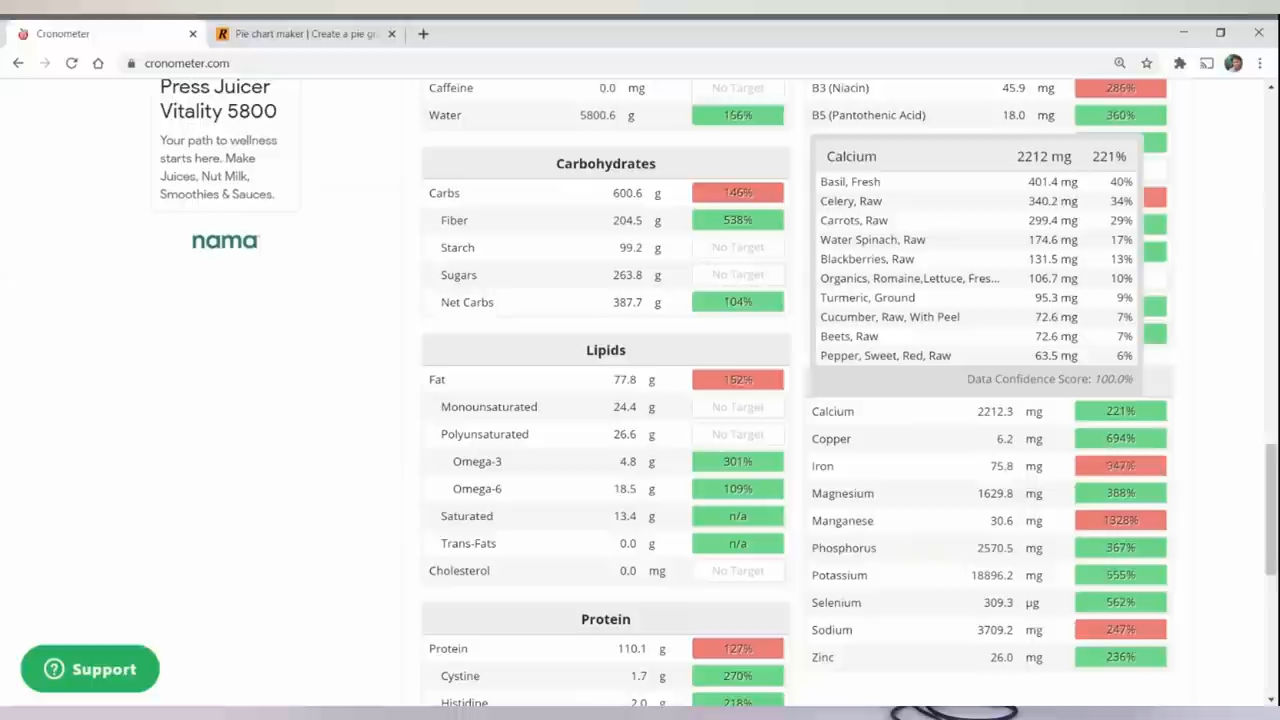 Cronometer
Pie chart maker | Create a pie gr
cronometer.com
Press Juicer
Vitality 5800
Your path to wellness
starts here. Make
Juices, Nut Milk,
Smoothies & Sauces.
nama
Support
Caffeine 0.0 mg No Target
Water 5800.6 g 156%
Carbohydrates
Carbs 600.6 g 146%
Fiber 204.5 g 538%
Starch 99.2 g No Target
Sugars 263.8 g No Target
Net Carbs 387.7 g 104%
Lipids
Fat 77.8 g 152%
Monounsaturated 24.4 g No Target
Polyunsaturated 26.6 g No Target
Omega-3 4.8 g 301%
Omega-6 18.5 g 109%
Saturated 13.4 g n/a
Trans-Fats 0.0 g n/a
Cholesterol 0.0 mg No Target
Protein
Protein 110.1 g 127%
Cystine 1.7 g 270%
Histidine 2.0 g 218%
B3 (Niacin) 45.9 mg 286%
B5 (Pantothenic Acid) 18.0 mg 360%
Calcium 2212 mg 221%
Basil, Fresh 401.4 mg 40%
Celery, Raw 340.2 mg 34%
Carrots, Raw 299.4 mg 29%
Water Spinach, Raw 174.6 mg 17%
Blackberries, Raw 131.5 mg 13%
Organics, Romaine,Lettuce, Fres... 106.7 mg 10%
Turmeric, Ground 95.3 mg 9%
Cucumber, Raw, With Peel 72.6 mg 7%
Beets, Raw 72.6 mg 7%
Pepper, Sweet, Red, Raw 63.5 mg 6%
Data Confidence Score: 100.0%
Calcium 2212.3 mg 221%
Copper 6.2 mg 694%
Iron 75.8 mg 947%
Magnesium 1629.8 mg 388%
Manganese 30.6 mg 1328%
Phosphorus 2570.5 mg 367%
Potassium 18896.2 mg 555%
Selenium 309.3 µg 562%
Sodium 3709.2 mg 247%
Zinc 26.0 mg 236%